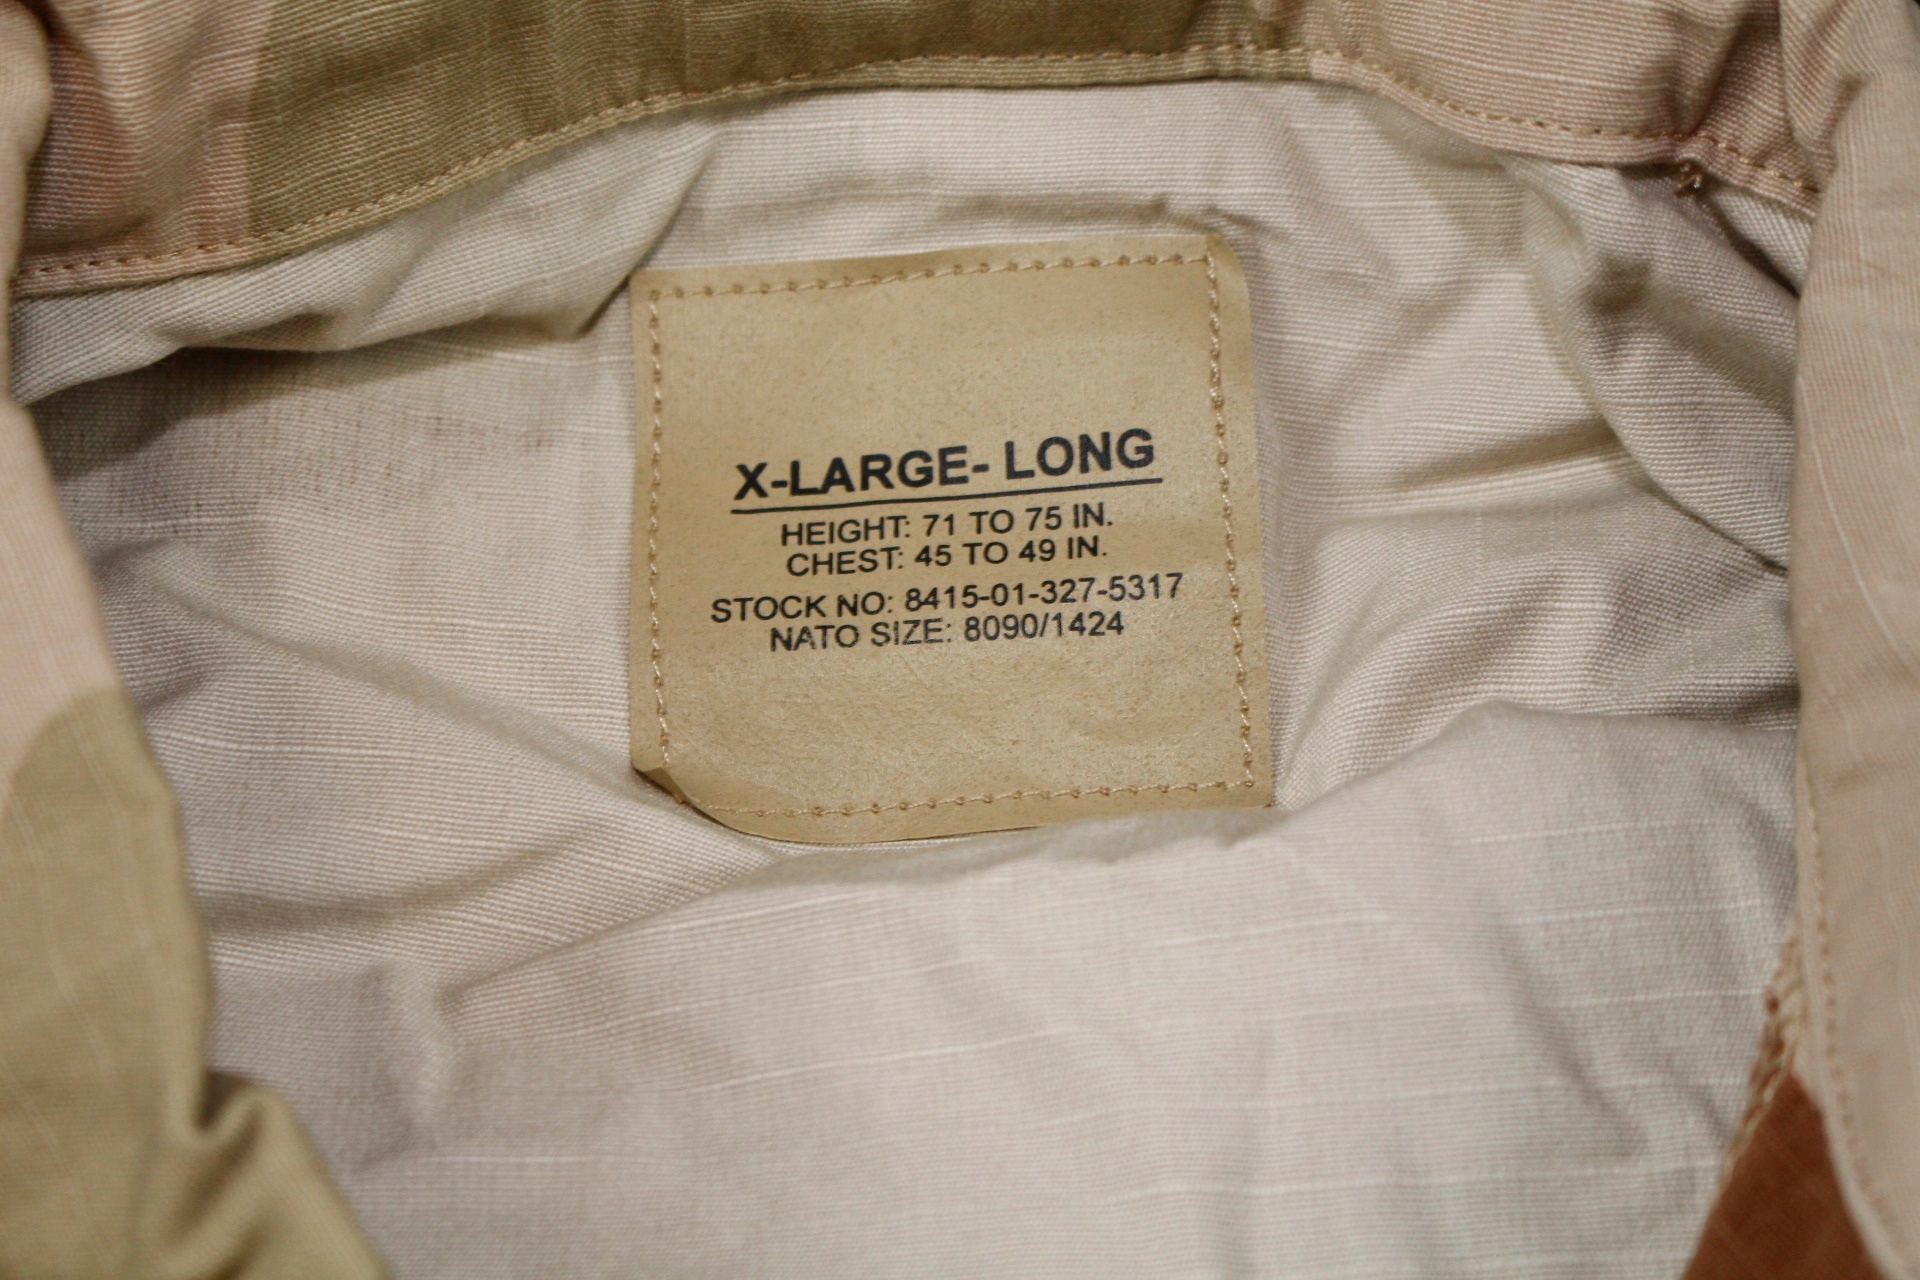 X-LARGE- LONG
HEIGHT: 71 TO 75 IN.
CHEST: 45 TO 49 IN.
STOCK NO: 8415-01-327-5317
NATO SIZE: 8090/1424